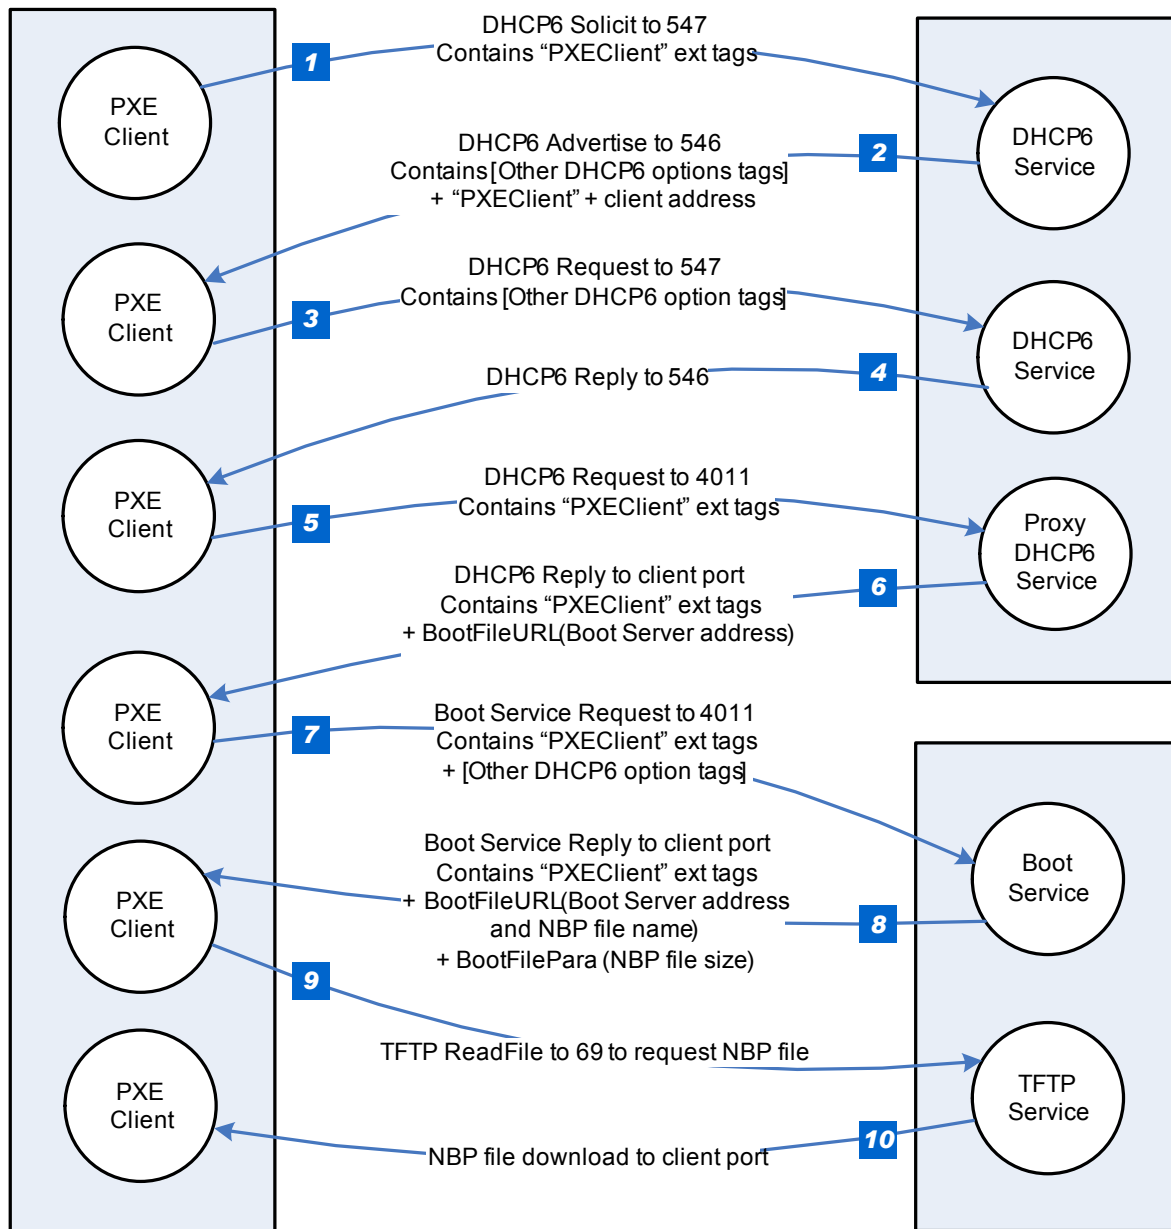 DHCP6 Solicit to 547
Contains “PXEClient” ext tags
1
PXE
Client
DHCP6
Service
DHCP6 Advertise to 546
Contains [Other DHCP6 options tags]
+ “PXEClient” + client address
2
PXE
Client
DHCP6 Request to 547
Contains [Other DHCP6 option tags]
3
DHCP6
Service
DHCP6 Reply to 546
4
PXE
Client
DHCP6 Request to 4011
Contains “PXEClient” ext tags
5
Proxy
DHCP6
Service
DHCP6 Reply to client port
Contains “PXEClient” ext tags
+ BootFileURL(Boot Server address)
6
PXE
Client
Boot Service Request to 4011
Contains “PXEClient” ext tags
+ [Other DHCP6 option tags]
7
Boot
Service
Boot Service Reply to client port
Contains “PXEClient” ext tags
+ BootFileURL(Boot Server address
and NBP file name)
+ BootFilePara (NBP file size)
8
PXE
Client
9
TFTP ReadFile to 69 to request NBP file
TFTP
Service
PXE
Client
10
NBP file download to client port